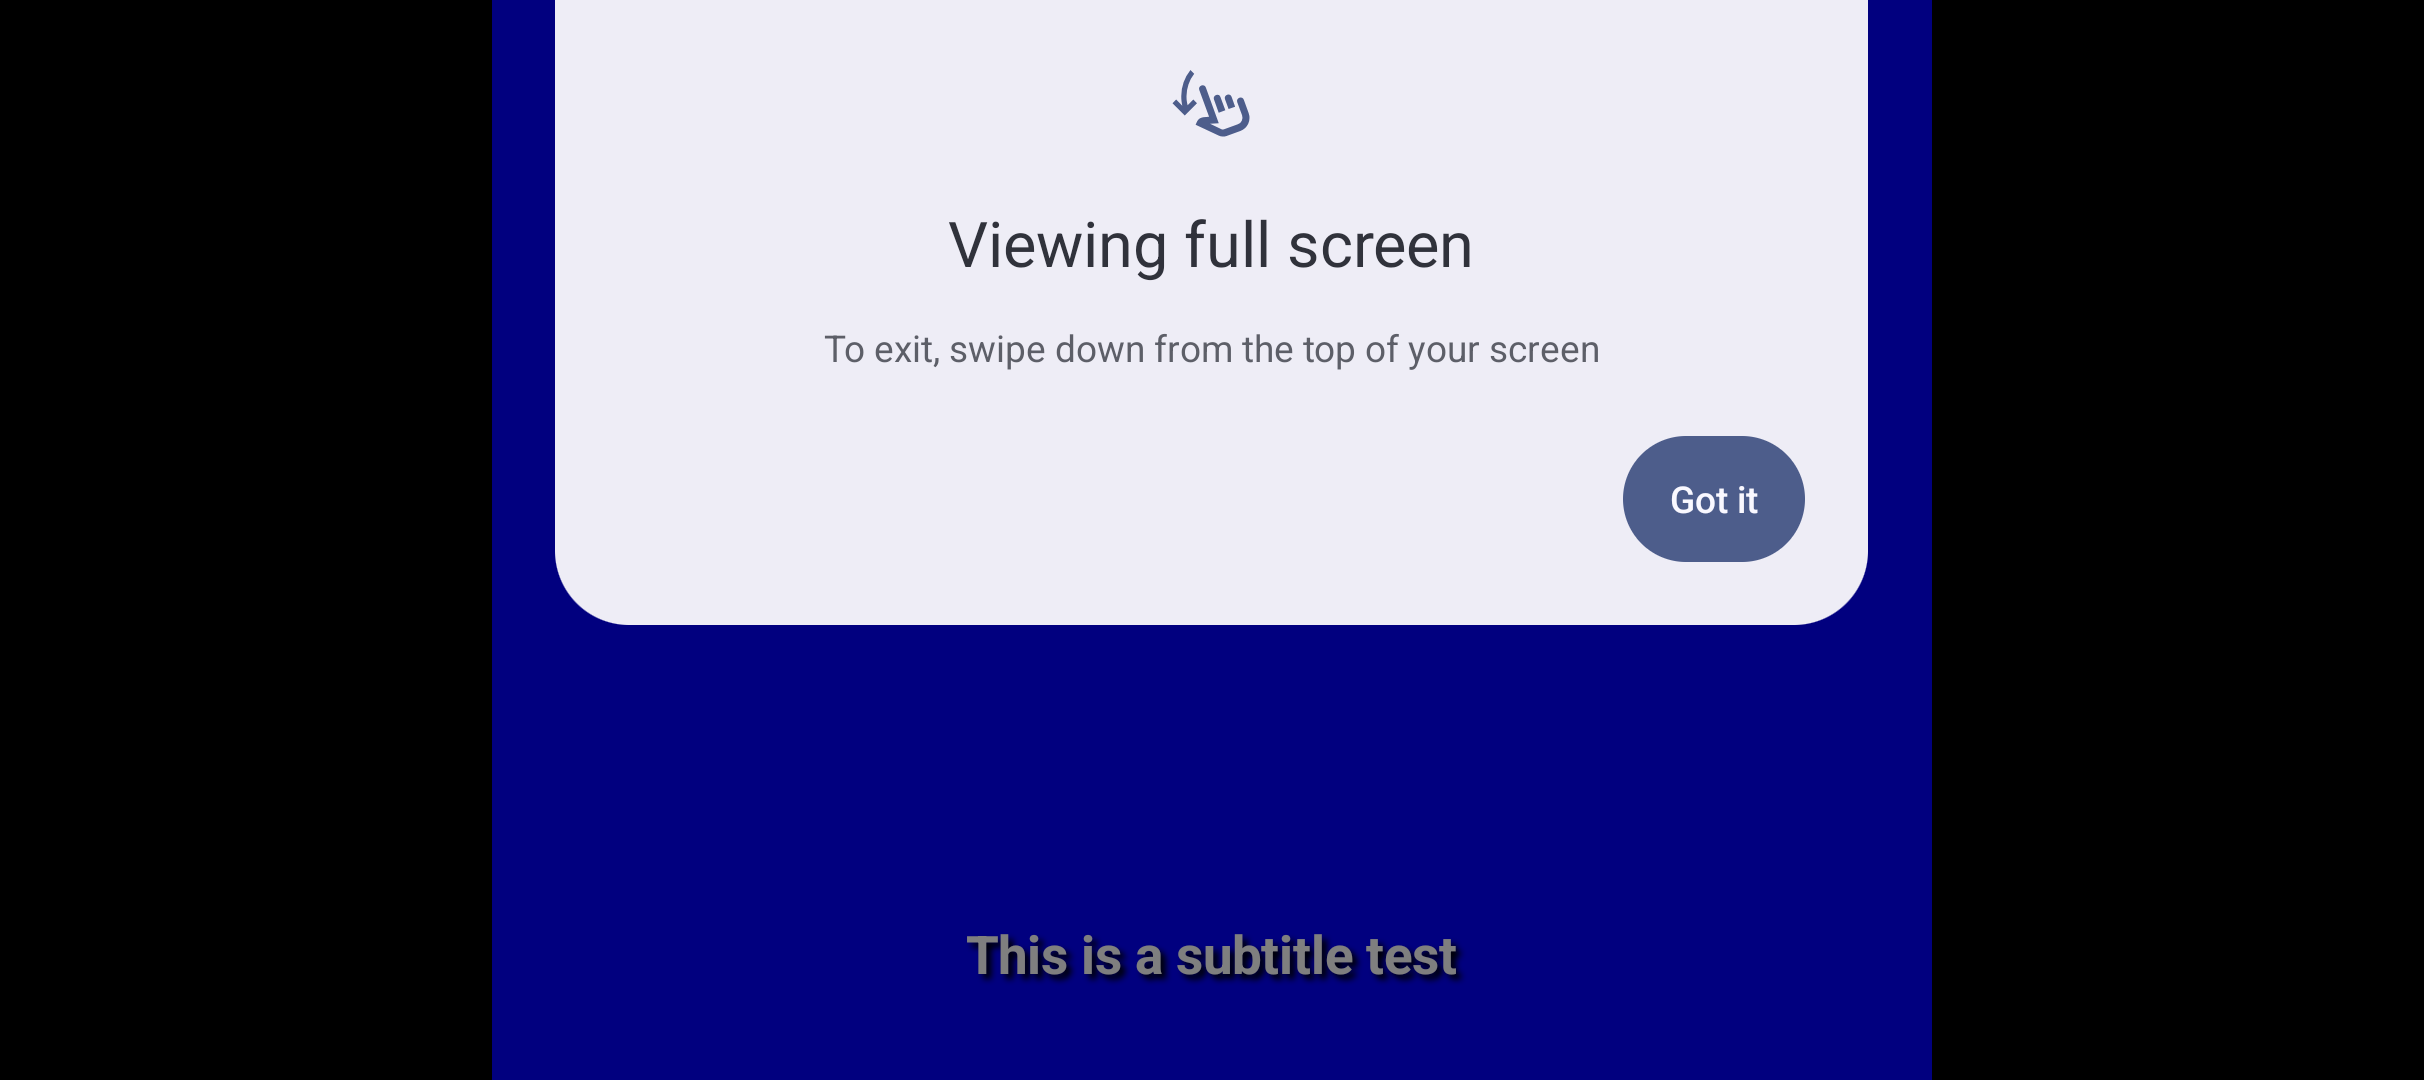 Viewing full screen
To exit, swipe down from the top of your screen
Got it
This is a subtitle test